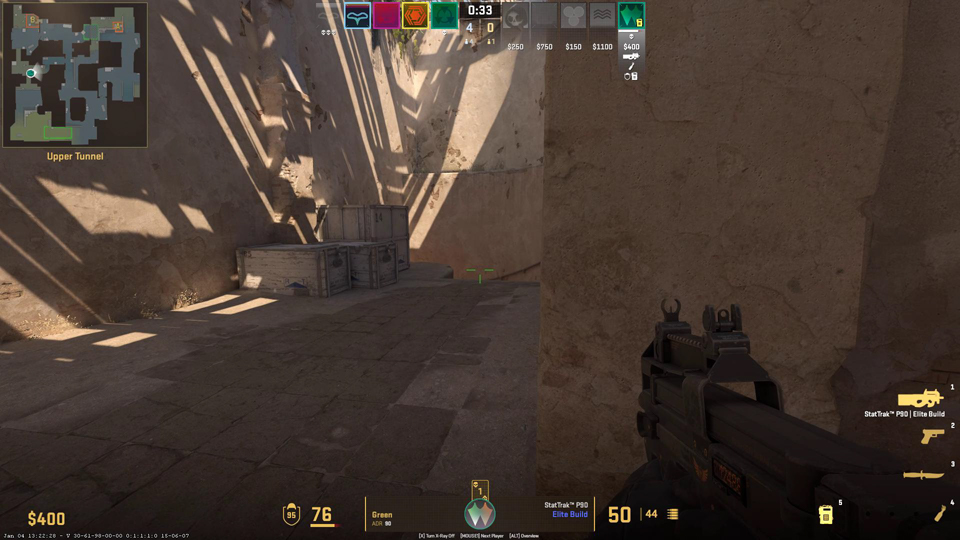 0:33
4 0
1
$250 $750 $150 $1100 $400
Upper Tunnel
1
StatTrak™ P90 | Elite Build
2
3
$400
95 76
1
Green
ADR 90
StatTrak™ P90
Elite Build
50 | 44
5
4
[X] Turn X-Ray Off [MOUSE1] Next Player [ALT] Overview